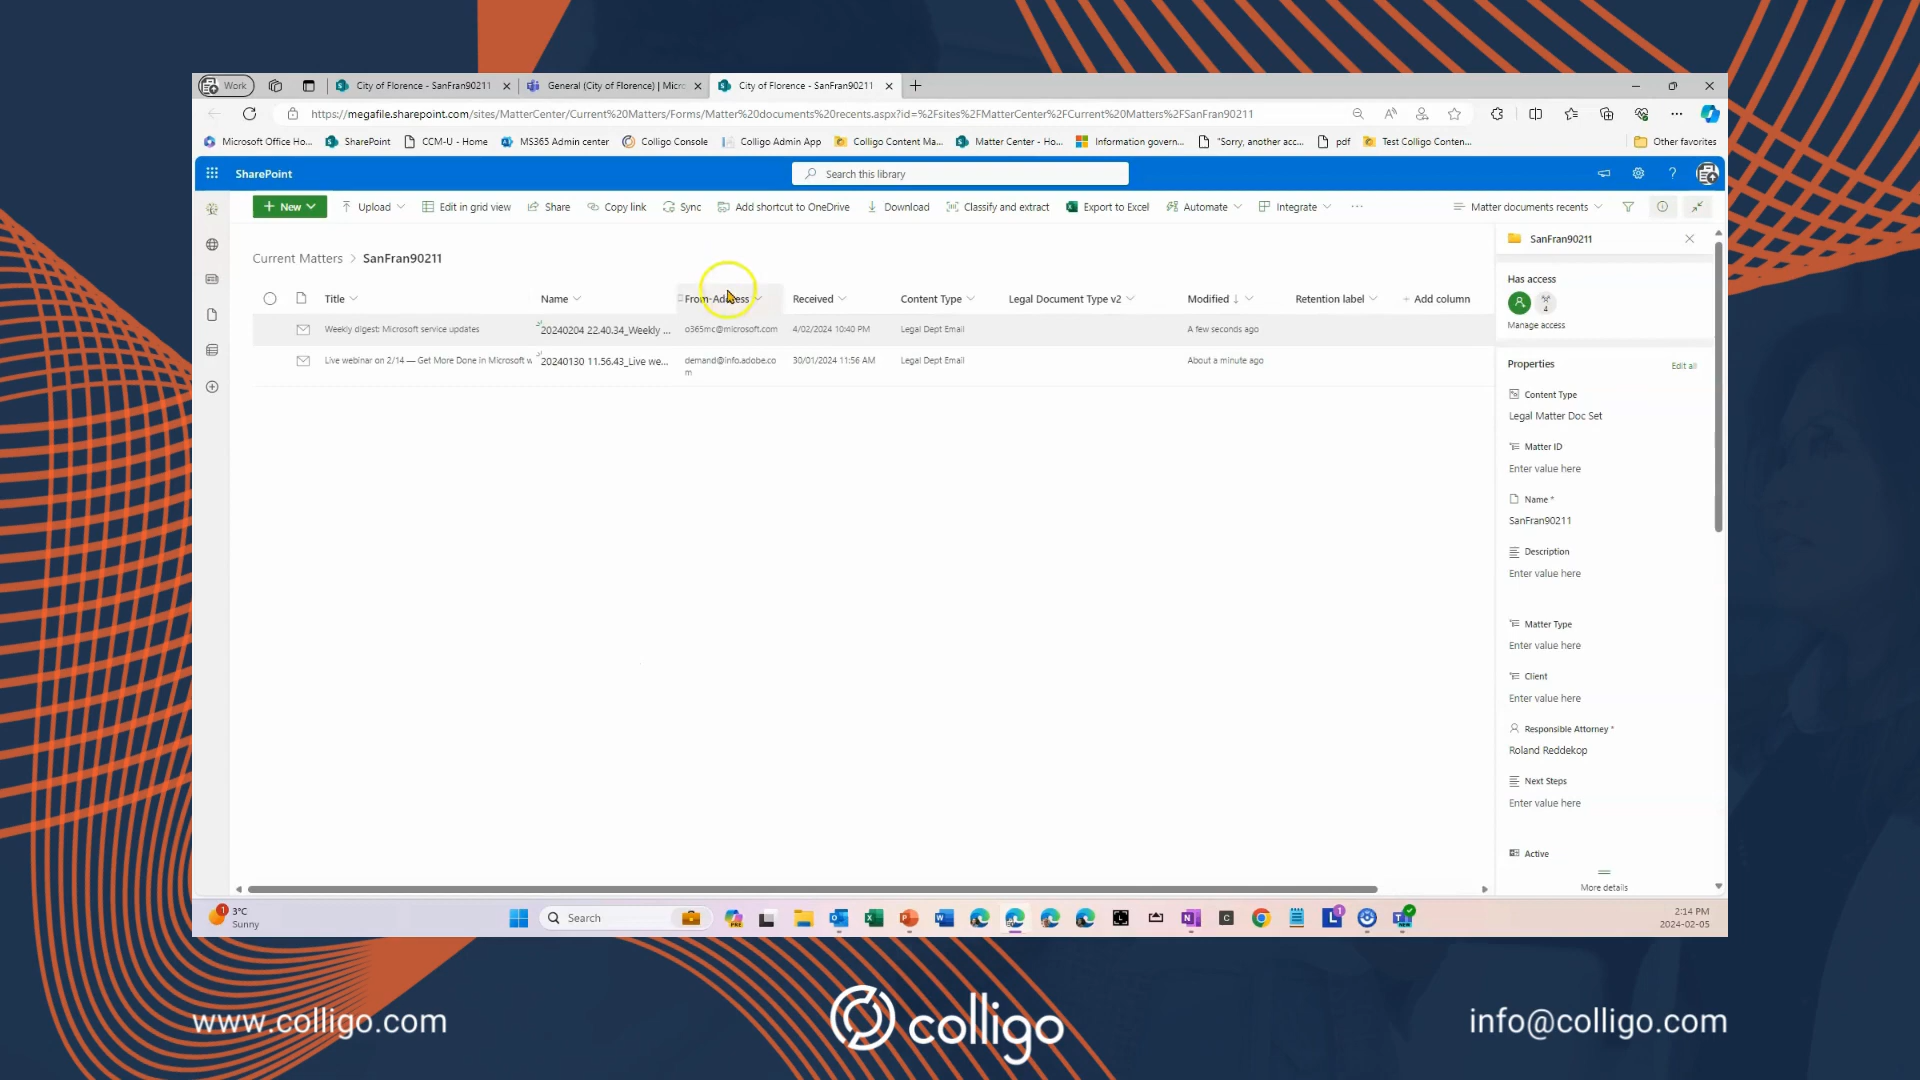 Work
City of Florence - SanFran90211
General (City of Florence) | Micro
City of Florence - SanFran90211
https://megafile.sharepoint.com/sites/MatterCenter/Current%20Matters/Forms/Matter%20documents%20recents.aspx?id=%2Fsites%2FMatterCenter%2FCurrent%20Matters%2FSanFran90211
Microsoft Office Ho...
SharePoint
CCM-U - Home
MS365 Admin center
Colligo Console
Colligo Admin App
Colligo Content Ma...
Matter Center - Ho...
Information govern...
"Sorry, another acc...
pdf
Test Colligo Conten...
Other favorites
SharePoint
Search this library
New
Upload
Edit in grid view
Share
Copy link
Sync
Add shortcut to OneDrive
Download
Classify and extract
Export to Excel
Automate
Integrate
Matter documents recents
Current Matters > SanFran90211
Title
Name
From-Address
Received
Content Type
Legal Document Type v2
Modified
Retention label
+ Add column
Weekly digest: Microsoft service updates
20240204 22.40.34_Weekly ...
o365mc@microsoft.com
4/02/2024 10:40 PM
Legal Dept Email
A few seconds ago
Live webinar on 2/14 — Get More Done in Microsoft w
20240130 11.56.43_Live we...
demand@info.adobe.co
m
30/01/2024 11:56 AM
Legal Dept Email
About a minute ago
SanFran90211
Has access
4
Manage access
Properties
Edit all
Content Type
Legal Matter Doc Set
Matter ID
Enter value here
Name *
SanFran90211
Description
Enter value here
Matter Type
Enter value here
Client
Enter value here
Responsible Attorney *
Roland Reddekop
Next Steps
Enter value here
Active
More details
1
3°C
Sunny
Search
2:14 PM
2024-02-05
www.colligo.com
colligo
info@colligo.com